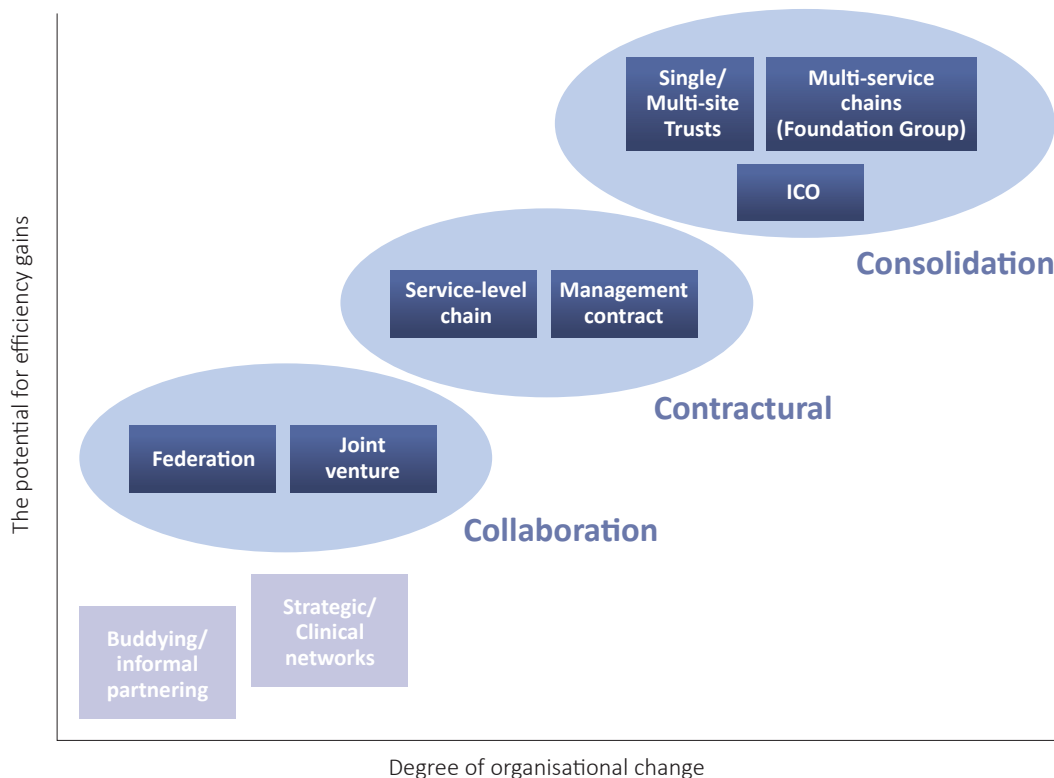 The potential for efficiency gains
Single/
Multi-site
Trusts
Multi-service
chains
(Foundation Group)
ICO
Consolidation
Service-level
chain
Management
contract
Contractural
Federation
Joint
venture
Collaboration
Buddying/
informal
partnering
Strategic/
Clinical
networks
Degree of organisational change